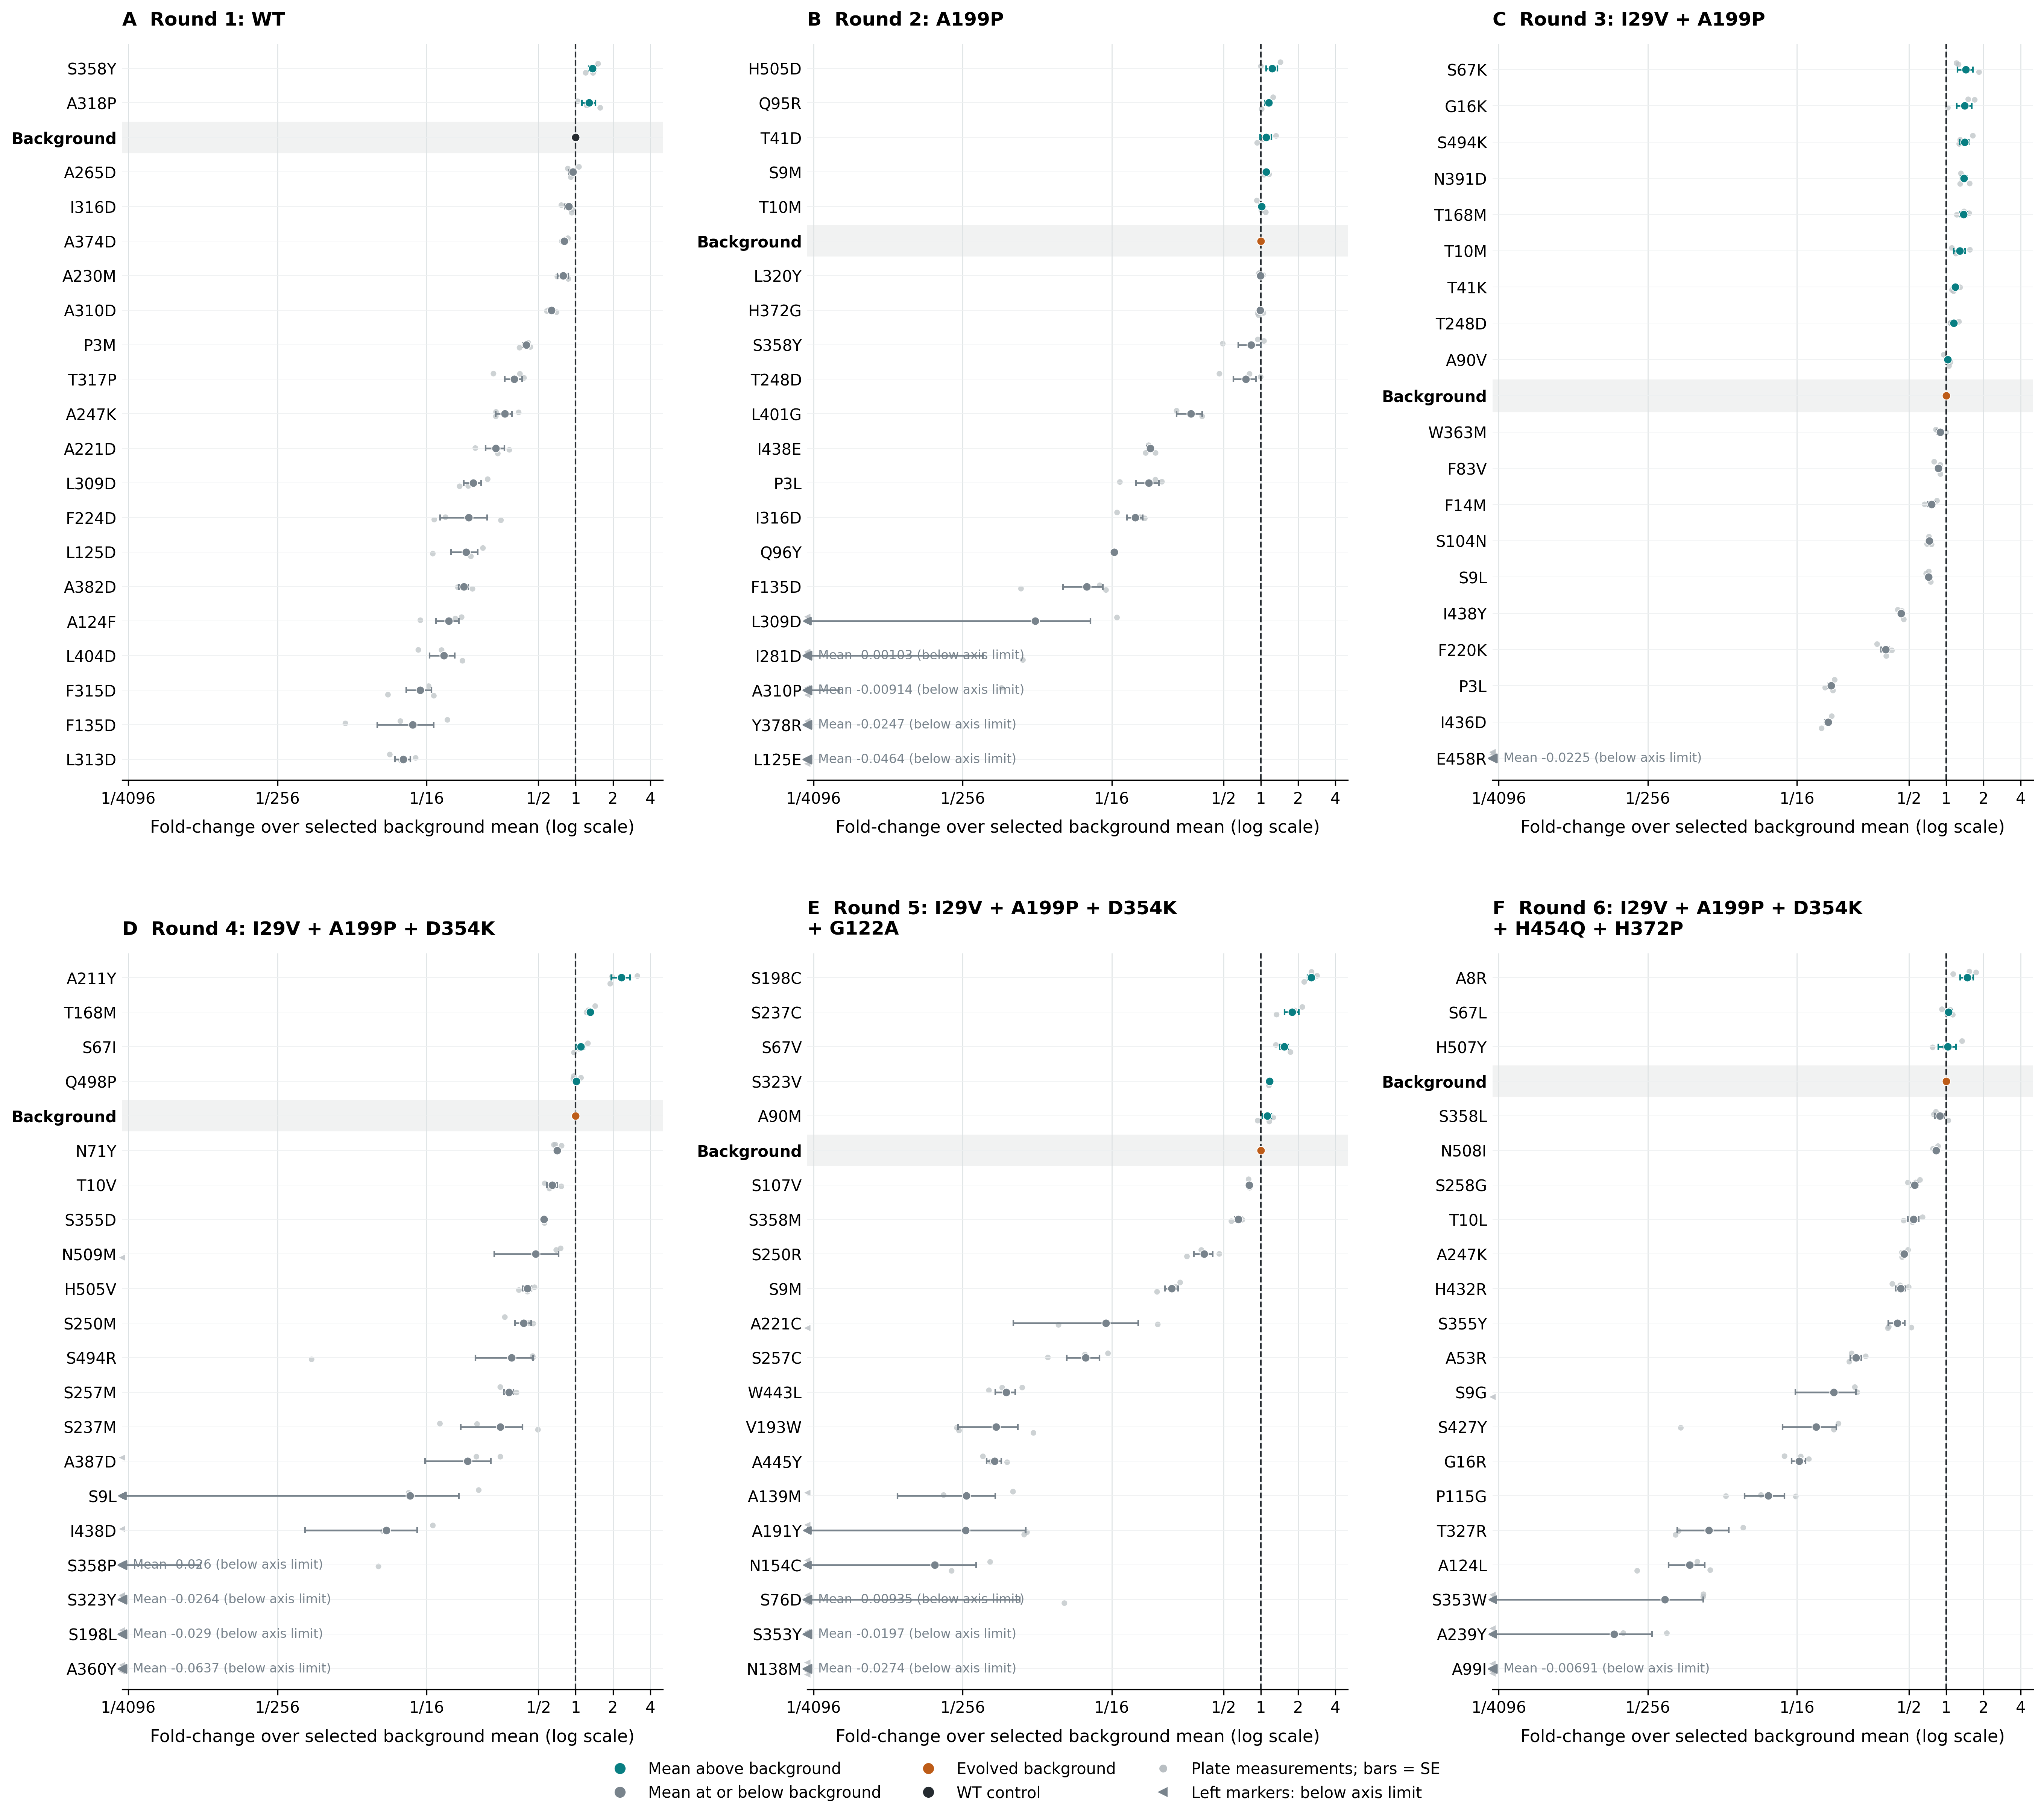 A Round 1: WT
S358Y
A318P
Background
A265D
I316D
A374D
A230M
A310D
P3M
T317P
A247K
A221D
L309D
F224D
L125D
A382D
A124F
L404D
F315D
F135D
L313D
1/4096 1/256 1/16 1/2 1 2 4
Fold-change over selected background mean (log scale)
B Round 2: A199P
H505D
Q95R
T41D
S9M
T10M
Background
L320Y
H372G
S358Y
T248D
L401G
I438E
P3L
I316D
Q96Y
F135D
L309D
I281D Mean -0.00103 (below axis limit)
A310P Mean -0.00914 (below axis limit)
Y378R Mean -0.0247 (below axis limit)
L125E Mean -0.0464 (below axis limit)
1/4096 1/256 1/16 1/2 1 2 4
Fold-change over selected background mean (log scale)
C Round 3: I29V + A199P
S67K
G16K
S494K
N391D
T168M
T10M
T41K
T248D
A90V
Background
W363M
F83V
F14M
S104N
S9L
I438Y
F220K
P3L
I436D
E458R Mean -0.0225 (below axis limit)
1/4096 1/256 1/16 1/2 1 2 4
Fold-change over selected background mean (log scale)
D Round 4: I29V + A199P + D354K
A211Y
T168M
S67I
Q498P
Background
N71Y
T10V
S355D
N509M
H505V
S250M
S494R
S257M
S237M
A387D
S9L
I438D
S358P Mean -0.026 (below axis limit)
S323Y Mean -0.0264 (below axis limit)
S198L Mean -0.029 (below axis limit)
A360Y Mean -0.0637 (below axis limit)
1/4096 1/256 1/16 1/2 1 2 4
Fold-change over selected background mean (log scale)
E Round 5: I29V + A199P + D354K
+ G122A
S198C
S237C
S67V
S323V
A90M
Background
S107V
S358M
S250R
S9M
A221C
S257C
W443L
V193W
A445Y
A139M
A191Y
N154C
S76D Mean -0.00935 (below axis limit)
S353Y Mean -0.0197 (below axis limit)
N138M Mean -0.0274 (below axis limit)
1/4096 1/256 1/16 1/2 1 2 4
Fold-change over selected background mean (log scale)
F Round 6: I29V + A199P + D354K
+ H454Q + H372P
A8R
S67L
H507Y
Background
S358L
N508I
S258G
T10L
A247K
H432R
S355Y
A53R
S9G
S427Y
G16R
P115G
T327R
A124L
S353W
A239Y
A99I Mean -0.00691 (below axis limit)
1/4096 1/256 1/16 1/2 1 2 4
Fold-change over selected background mean (log scale)
Mean above background
Mean at or below background
Evolved background
WT control
Plate measurements; bars = SE
Left markers: below axis limit